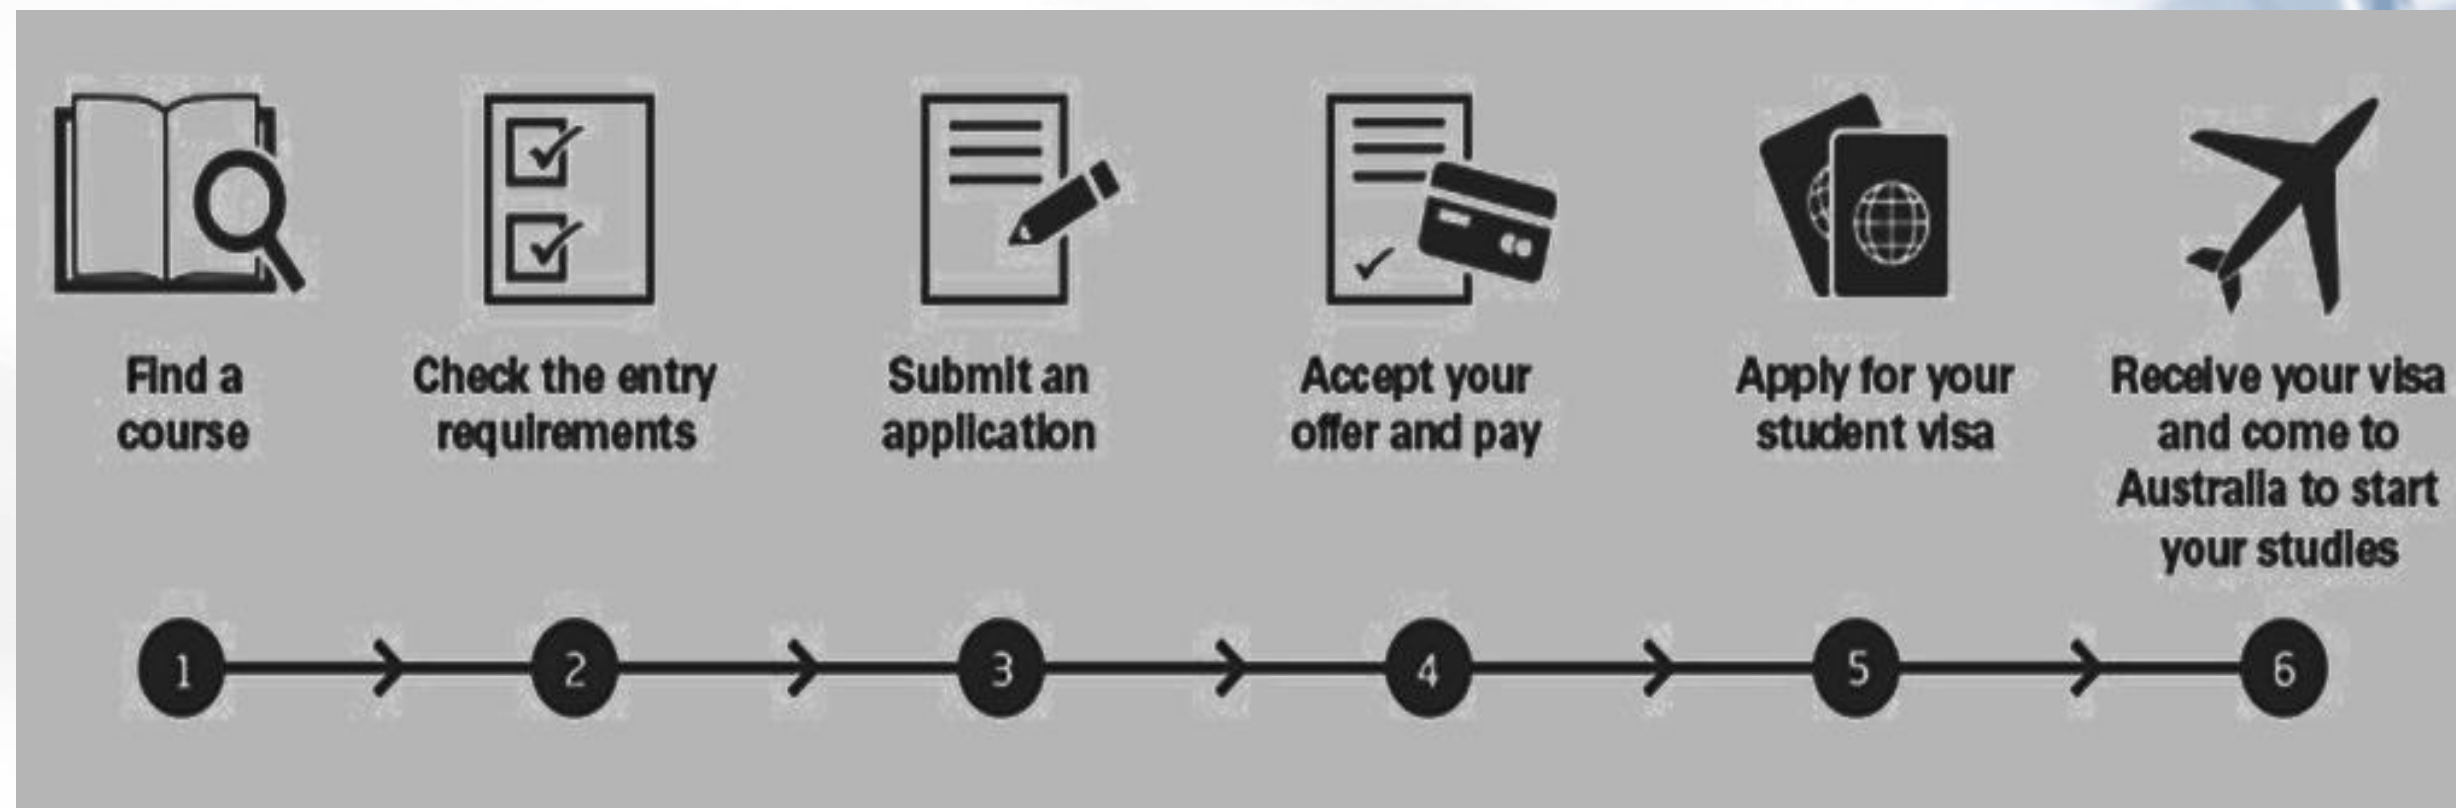 Find a
course
Check the entry
requirements
Submit an
application
Accept your
offer and pay
Apply for your
student visa
Receive your visa
and come to
Australia to start
your studies
1
2
3
4
5
6